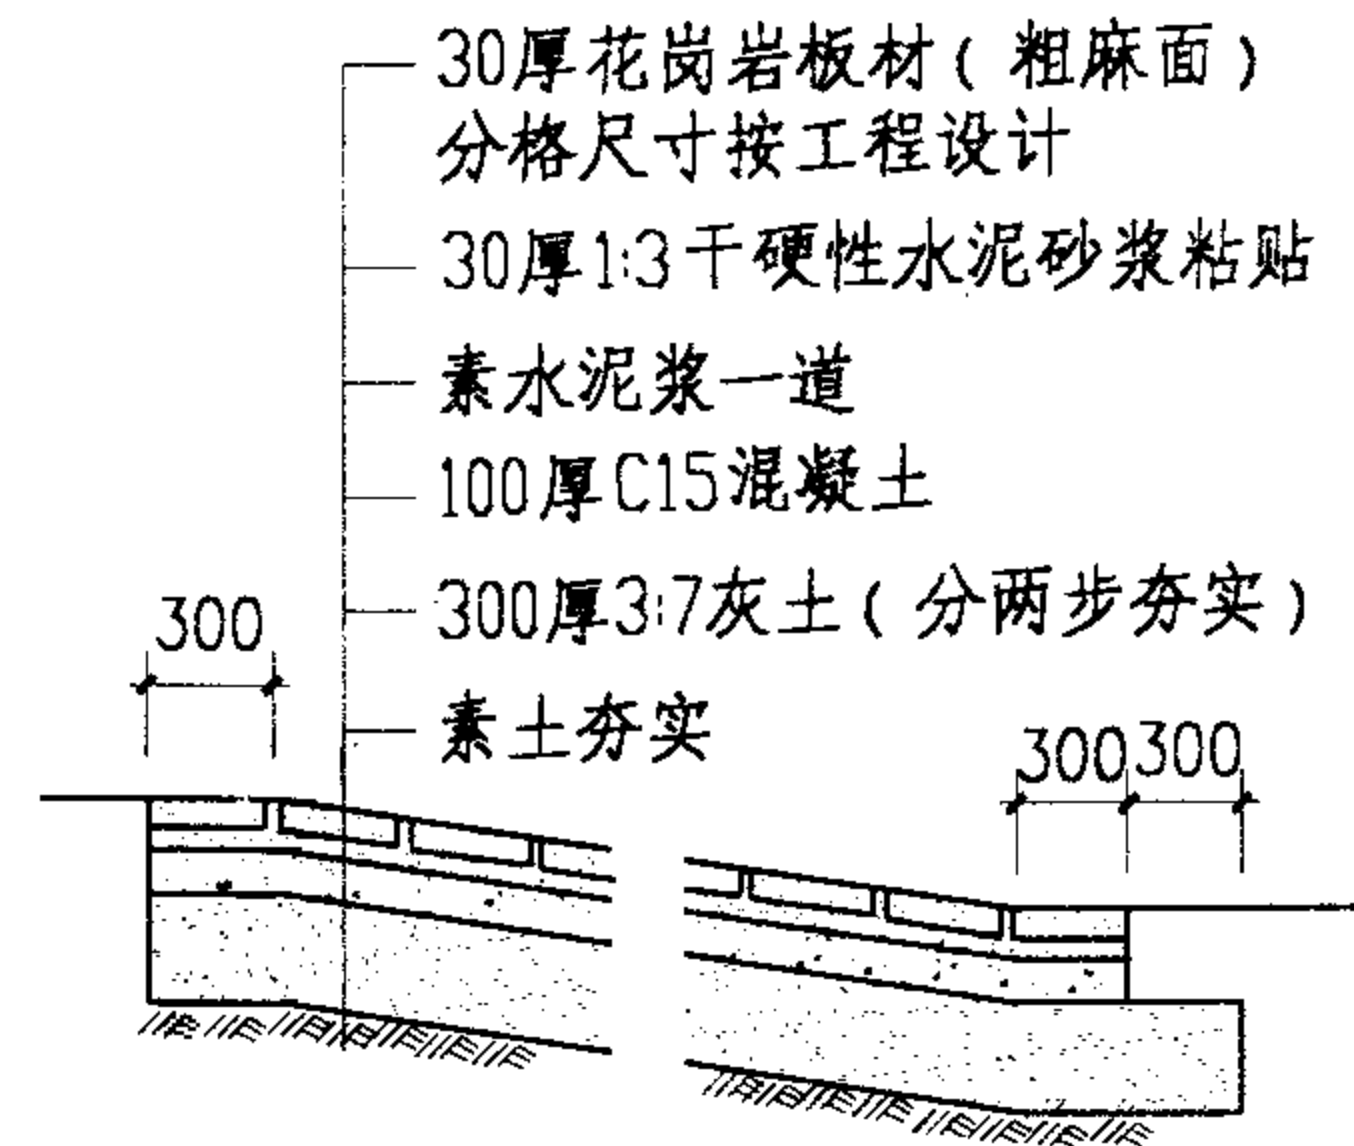 30厚花岗岩板材(粗麻面)
分格尺寸按工程设计
30厚1:3干硬性水泥砂浆粘贴
素水泥浆一道
100厚C15混凝土
300厚3:7灰土(分两步夯实)
300
素土夯实
300 300